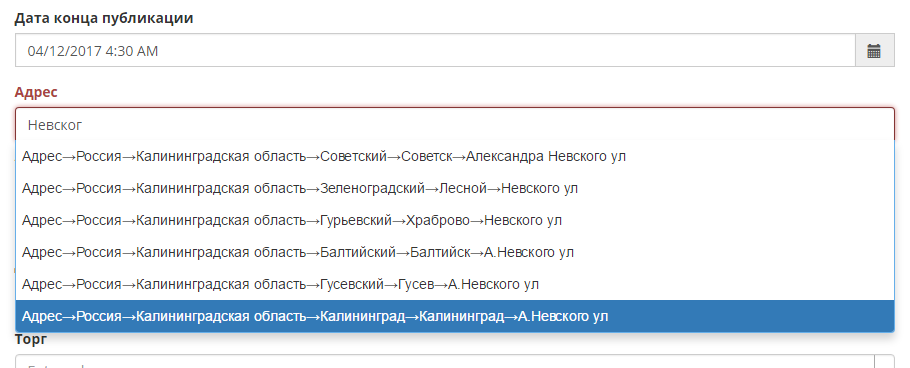 Дата конца публикации
04/12/2017 4:30 AM
Адрес
Невског
Адрес→Россия→Калининградская область→Советский→Советск→Александра Невского ул
Адрес→Россия→Калининградская область→Зеленоградский→Лесной→Невского ул
Адрес→Россия→Калининградская область→Гурьевский→Храброво→Невского ул
Адрес→Россия→Калининградская область→Балтийский→Балтийск→А.Невского ул
Адрес→Россия→Калининградская область→Гусевский→Гусев→А.Невского ул
Адрес→Россия→Калининградская область→Калининград→Калининград→А.Невского ул
Торг